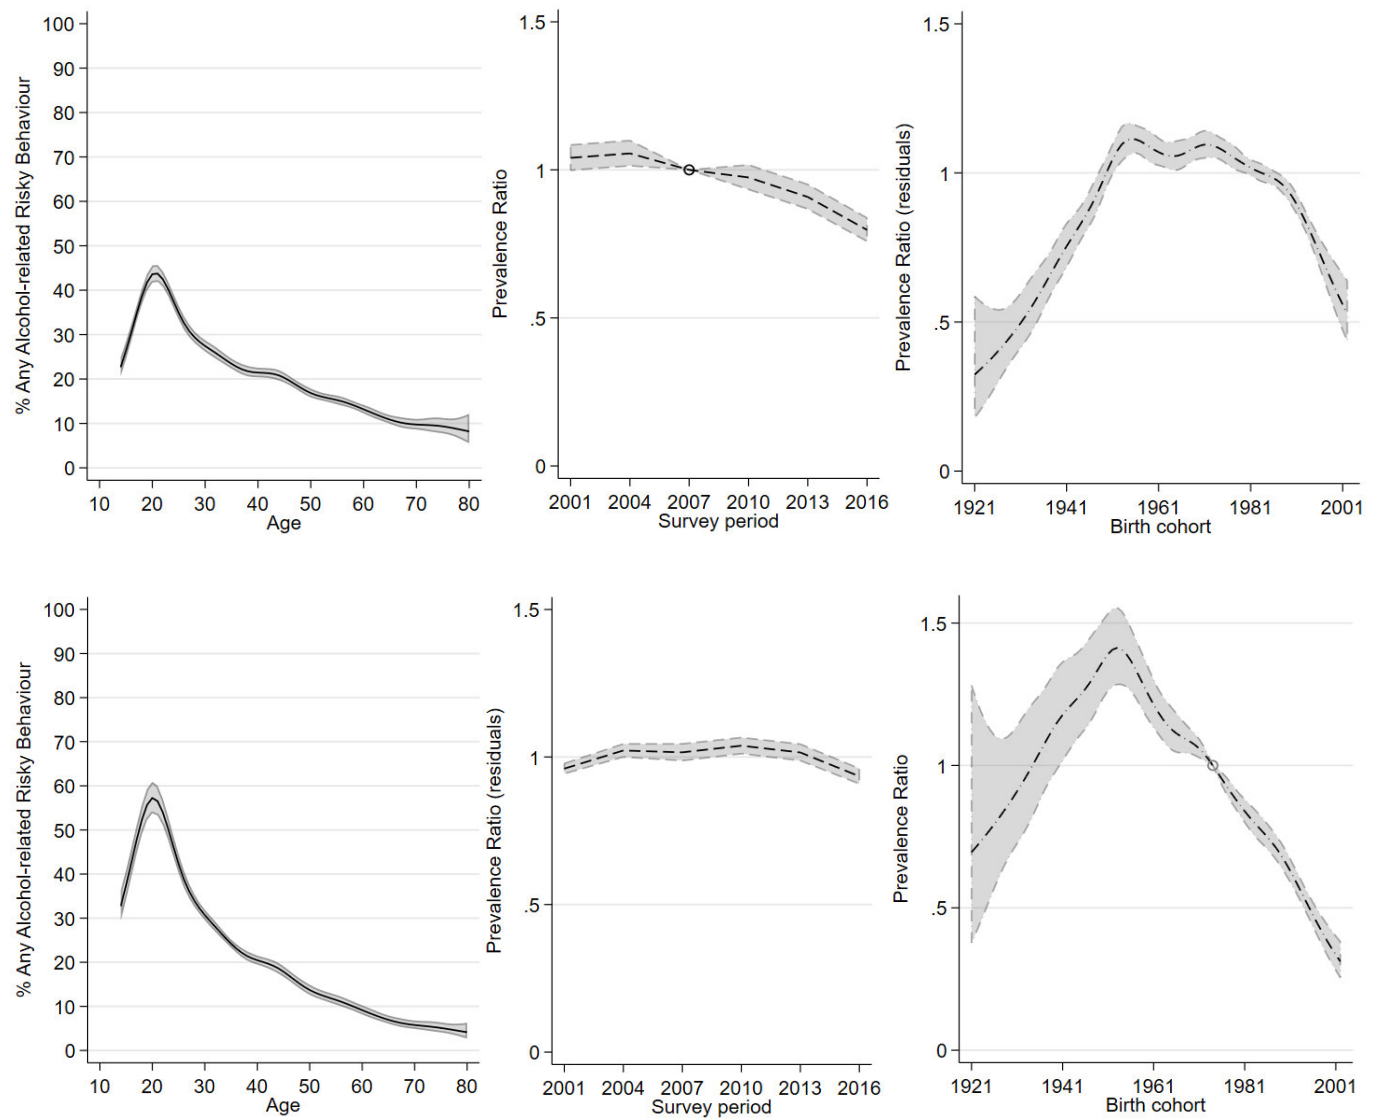 % Any Alcohol-related Risky Behaviour
100
90
80
70
60
50
40
30
20
10
0
10 20 30 40 50 60 70 80
Age
Prevalence Ratio
1.5
1
.5
0
2001 2004 2007 2010 2013 2016
Survey period
Prevalence Ratio (residuals)
1.5
1
.5
0
1921 1941 1961 1981 2001
Birth cohort
% Any Alcohol-related Risky Behaviour
100
90
80
70
60
50
40
30
20
10
0
10 20 30 40 50 60 70 80
Age
Prevalence Ratio (residuals)
1.5
1
.5
0
2001 2004 2007 2010 2013 2016
Survey period
Prevalence Ratio
1.5
1
.5
0
1921 1941 1961 1981 2001
Birth cohort